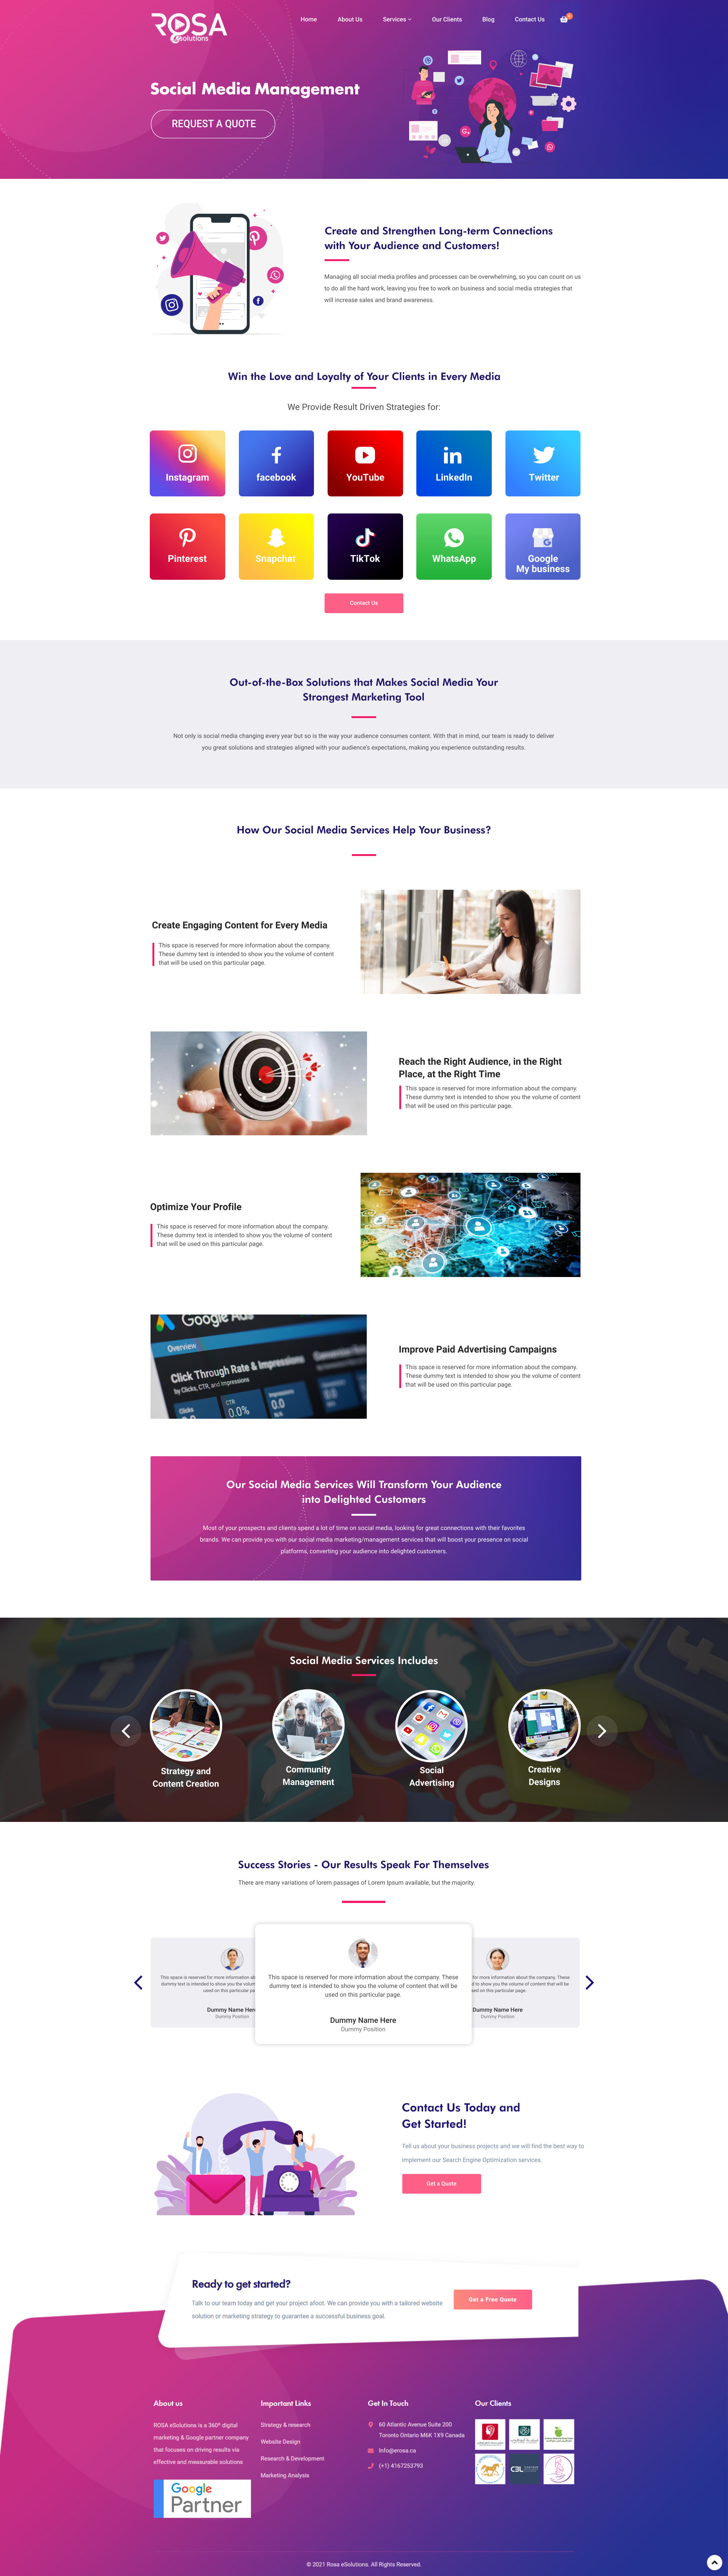 ROSA
eSolutions
Home
About Us
Services
Our Clients
Blog
Contact Us
Social Media Management
REQUEST A QUOTE
Create and Strengthen Long-term Connections
with Your Audience and Customers!
Managing all social media profiles and processes can be overwhelming, so you can count on us
to do all the hard work, leaving you free to work on business and social media strategies that
will increase sales and brand awareness.
Win the Love and Loyalty of Your Clients in Every Media
We Provide Result Driven Strategies for:
Instagram
facebook
YouTube
LinkedIn
Twitter
Pinterest
Snapchat
TikTok
WhatsApp
Google
My business
Contact Us
Out-of-the-Box Solutions that Makes Social Media Your
Strongest Marketing Tool
Not only is social media changing every year but so is the way your audience consumes content. With that in mind, our team is ready to deliver
you great solutions and strategies aligned with your audience's expectations, making you experience outstanding results.
How Our Social Media Services Help Your Business?
Create Engaging Content for Every Media
This space is reserved for more information about the company.
These dummy text is intended to show you the volume of content
that will be used on this particular page.
Reach the Right Audience, in the Right
Place, at the Right Time
This space is reserved for more information about the company.
These dummy text is intended to show you the volume of content
that will be used on this particular page.
Optimize Your Profile
This space is reserved for more information about the company.
These dummy text is intended to show you the volume of content
that will be used on this particular page.
Google Ads
Overview
Click Through Rate & Impressions
by Clicks, CTR, and Impressions
Clicks
CTR
0.0%
Improve Paid Advertising Campaigns
This space is reserved for more information about the company.
These dummy text is intended to show you the volume of content
that will be used on this particular page.
Our Social Media Services Will Transform Your Audience
into Delighted Customers
Most of your prospects and clients spend a lot of time on social media, looking for great connections with their favorites
brands. We can provide you with our social media marketing/management services that will boost your presence on social
platforms, converting your audience into delighted customers.
Social Media Services Includes
Strategy and
Content Creation
Community
Management
Social
Advertising
Creative
Designs
Success Stories - Our Results Speak For Themselves
There are many variations of lorem passages of Lorem Ipsum available, but the majority.
This space is reserved for more information ab
dummy text is intended to show you the volum
used on this particular pa
Dummy Name Her
Dummy Position
This space is reserved for more information about the company. These
dummy text is intended to show you the volume of content that will be
used on this particular page.
Dummy Name Here
Dummy Position
for more information about the company. These
ed to show you the volume of content that will be
sed on this particular page.
Dummy Name Here
Dummy Position
Contact Us Today and
Get Started!
Tell us about your business projects and we will find the best way to
implement our Search Engine Optimization services.
Get a Quote
Ready to get started?
Talk to our team today and get your project afoot. We can provide you with a tailored website
solution or marketing strategy to guarantee a successful business goal.
Get a Free Quote
About us
ROSA eSolutions is a 360º digital
marketing & Google partner company
that focuses on driving results via
effective and measurable solutions
Google
Partner
Important Links
Strategy & research
Website Design
Research & Development
Marketing Analysis
Get In Touch
60 Atlantic Avenue Suite 200
Toronto Ontario M6K 1X9 Canada
Info@erosa.ca
(+1) 4167253793
Our Clients
CBL
© 2021 Rosa eSolutions. All Rights Reserved.